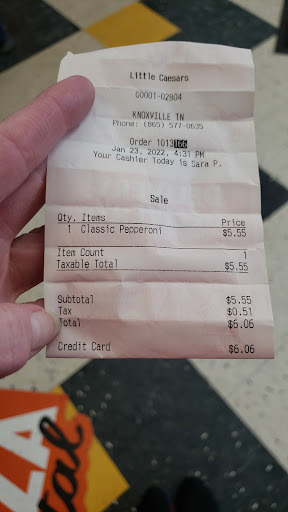 Little Caesars
00001-02804
KNOXVILLE TN
Phone: (865) 577-0635
Order 1013166
Jan 23, 2022, 4:31 PM
Your Cashier Today is Sara P.
Sale
Qty. Items Price
1 Classic Pepperoni $5.55
Item Count 1
Taxable Total $5.55
Subtotal $5.55
Tax $0.51
Total $6.06
Credit Card $6.06